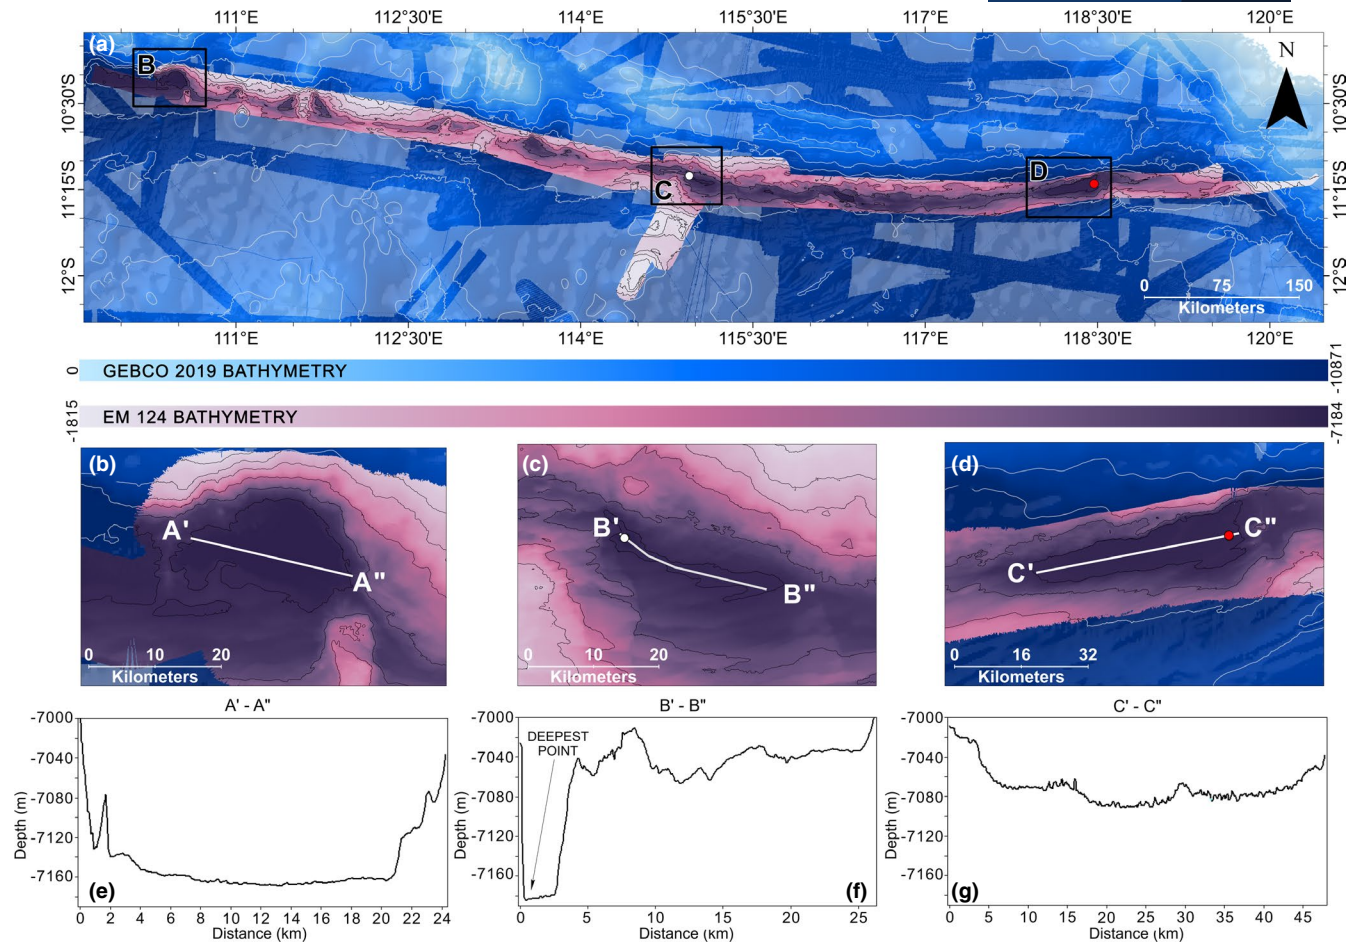 111°E 112°30'E 114°E 115°30'E 117°E 118°30'E 120°E
(a)
B
C
D
N
10°30'S
11°15'S
12°S
10°30'S
11°15'S
12°S
0 75 150
Kilometers
111°E 112°30'E 114°E 115°30'E 117°E 118°30'E 120°E
0 GEBCO 2019 BATHYMETRY -10871
-1815 EM 124 BATHYMETRY -7184
(b)
A'
A"
0 10 20
Kilometers
(c)
B'
B"
0 10 20
Kilometers
(d)
C'
C"
0 16 32
Kilometers
A' - A"
-7000
-7040
-7080
-7120
-7160
Depth (m)
(e)
0 2 4 6 8 10 12 14 16 18 20 22 24
Distance (km)
B' - B"
-7000
-7040
-7080
-7120
-7160
Depth (m)
DEEPEST
POINT
(f)
0 5 10 15 20 25
Distance (km)
C' - C"
-7000
-7040
-7080
-7120
-7160
Depth (m)
(g)
0 5 10 15 20 25 30 35 40 45
Distance (km)